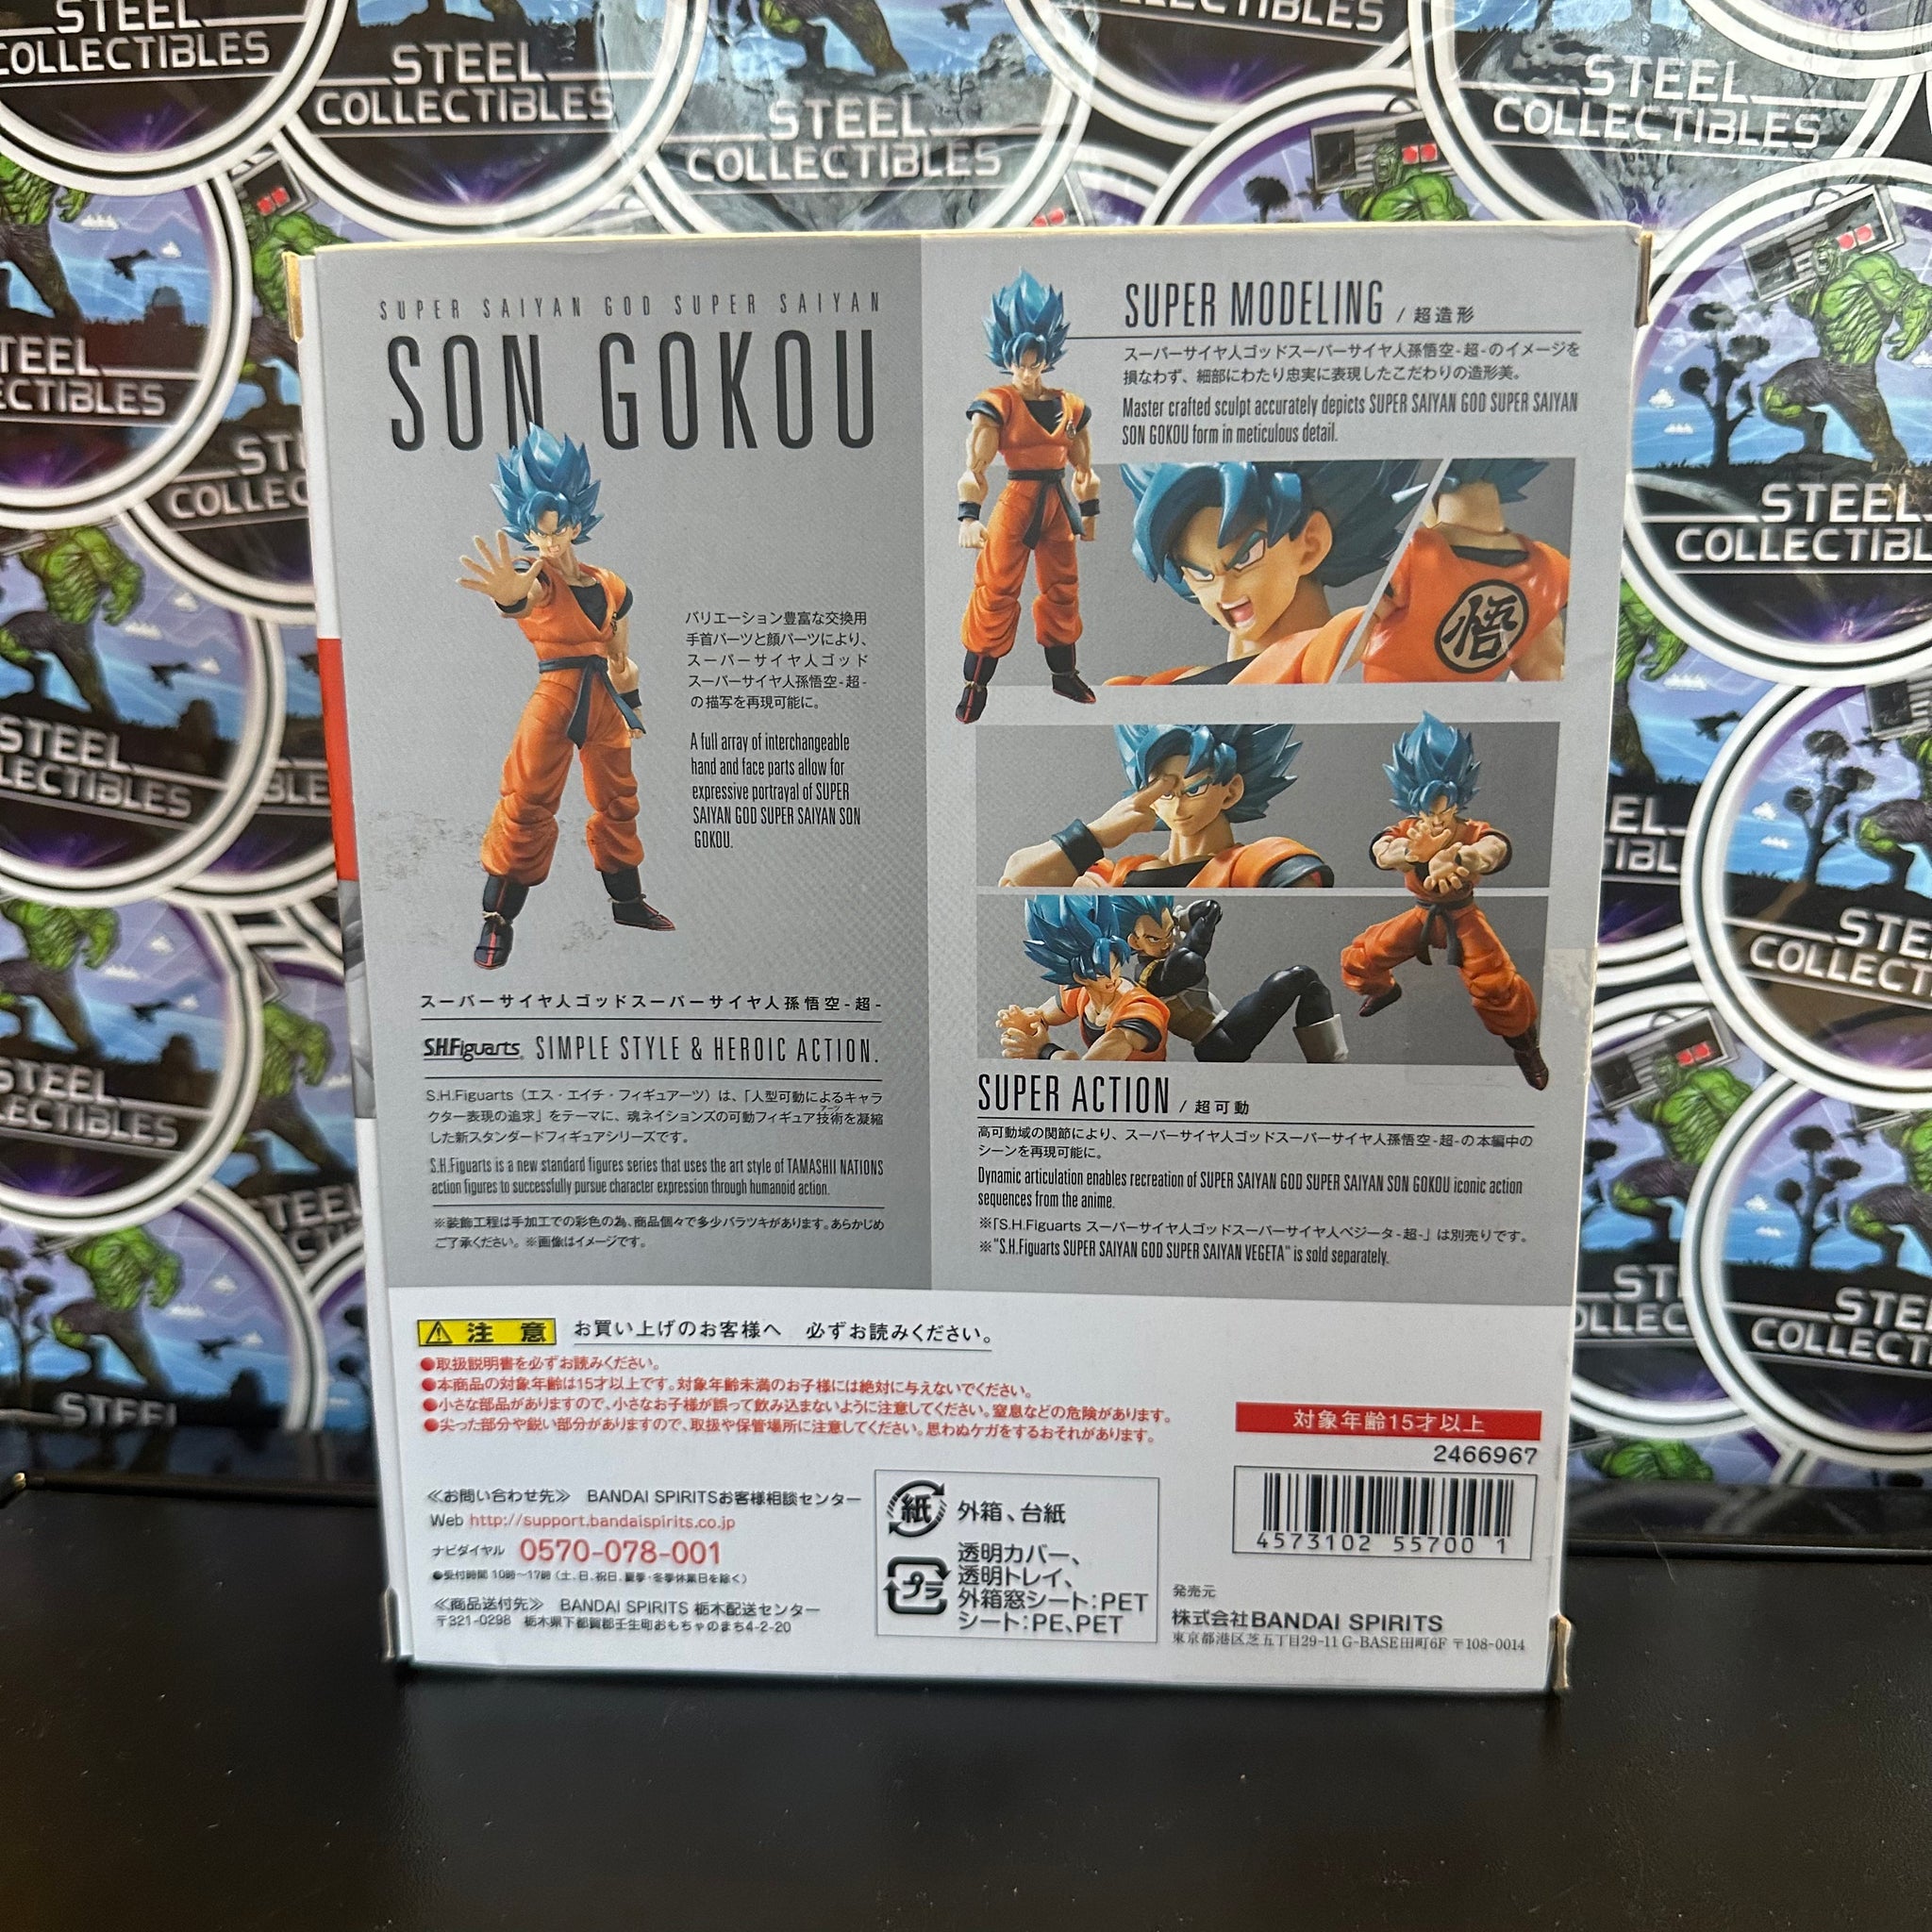 STEEL
COLLECTIBLES
STEEL
COLLECTIBLES
STEEL
COLLECTIBLES
STEEL
COLLECTIBLES
SUPER SAIYAN GOD SUPER SAIYAN
SON GOKOU
バリエーション豊富な交換用
手首パーツと顔パーツにより、
スーパーサイヤ人ゴッド
スーパーサイヤ人孫悟空-超-
の描写を再現可能に。
A full array of interchangeable
hand and face parts allow for
expressive portrayal of SUPER
SAIYAN GOD SUPER SAIYAN SON
GOKOU.
スーパーサイヤ人ゴッドスーパーサイヤ人孫悟空-超-
S.H.Figuarts SIMPLE STYLE & HEROIC ACTION.
S.H.Figuarts（エス・エイチ・フィギュアーツ）は、「人型可動によるキャラ
クター表現の追求」をテーマに、魂ネイションズの可動フィギュア技術を凝縮
した新スタンダードフィギュアシリーズです。
S.H.Figuarts is a new standard figures series that uses the art style of TAMASHII NATIONS
action figures to successfully pursue character expression through humanoid action.
※装飾工程は手加工での彩色の為、商品個々で多少バラツキがあります。あらかじめ
ご了承ください。※画像はイメージです。
SUPER MODELING / 超造形
スーパーサイヤ人ゴッドスーパーサイヤ人孫悟空-超-のイメージを
損なわず、細部にわたり忠実に表現したこだわりの造形美。
Master crafted sculpt accurately depicts SUPER SAIYAN GOD SUPER SAIYAN
SON GOKOU form in meticulous detail.
悟
SUPER ACTION / 超可動
高可動域の関節により、スーパーサイヤ人ゴッドスーパーサイヤ人孫悟空-超-の本編中の
シーンを再現可能に。
Dynamic articulation enables recreation of SUPER SAIYAN GOD SUPER SAIYAN SON GOKOU iconic action
sequences from the anime.
※「S.H.Figuarts スーパーサイヤ人ゴッドスーパーサイヤ人ベジータ-超-」は別売りです。
※"S.H.Figuarts SUPER SAIYAN GOD SUPER SAIYAN VEGETA" is sold separately.
注 意 お買い上げのお客様へ 必ずお読みください。
●取扱説明書を必ずお読みください。
●本商品の対象年齢は15才以上です。対象年齢未満のお子様には絶対に与えないでください。
●小さな部品がありますので、小さなお子様が誤って飲み込まないように注意してください。窒息などの危険があります。
●尖った部分や鋭い部分がありますので、取扱や保管場所に注意してください。思わぬケガをするおそれがあります。
対象年齢15才以上
2466967
4573102 55700 1
≪お問い合わせ先≫ BANDAI SPIRITSお客様相談センター
Web http://support.bandaispirits.co.jp
ナビダイヤル 0570-078-001
●受付時間 10時～17時（土、日、祝日、夏季・冬季休業日を除く）
≪商品送付先≫ BANDAI SPIRITS 栃木配送センター
〒321-0298 栃木県下都賀郡壬生町おもちゃのまち4-2-20
紙 外箱、台紙
プラ 透明カバー、
透明トレイ、
外箱窓シート:PET
シート:PE、PET
発売元
株式会社BANDAI SPIRITS
東京都港区芝五丁目29-11 G-BASE田町6F 〒108-0014